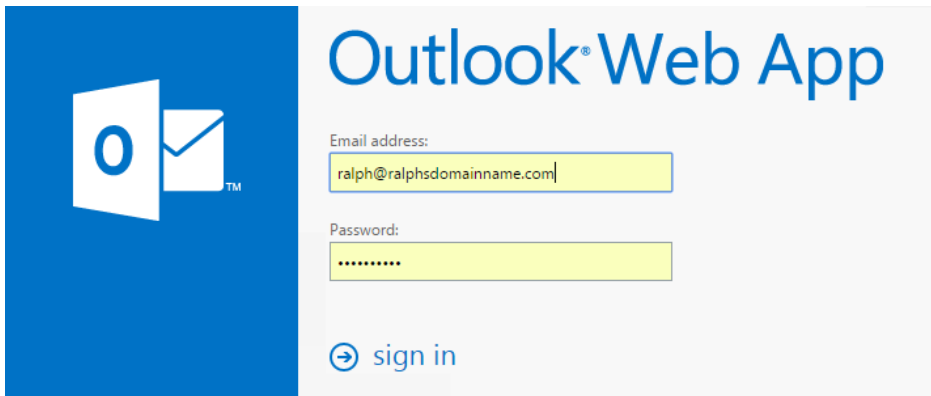 Outlook® Web App
Email address:
ralph@ralphsdomainname.com
Password:
••••••••••
sign in
O
TM